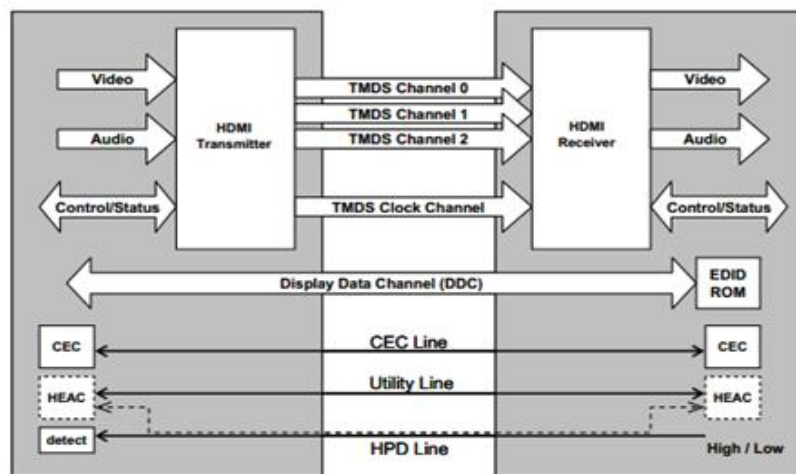 Video
TMDS Channel 0
Video
HDMI
Transmitter
TMDS Channel 1
HDMI
Receiver
Audio
TMDS Channel 2
Audio
Control/Status
TMDS Clock Channel
Control/Status
Display Data Channel (DDC)
EDID
ROM
CEC
CEC Line
CEC
HEAC
Utility Line
HEAC
detect
HPD Line
High / Low